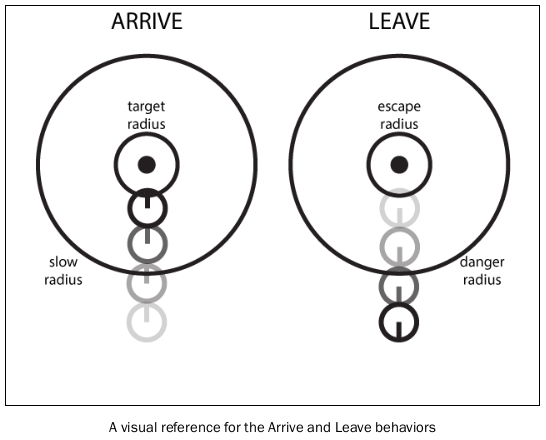 ARRIVE
LEAVE
target
radius
escape
radius
slow
radius
danger
radius
A visual reference for the Arrive and Leave behaviors